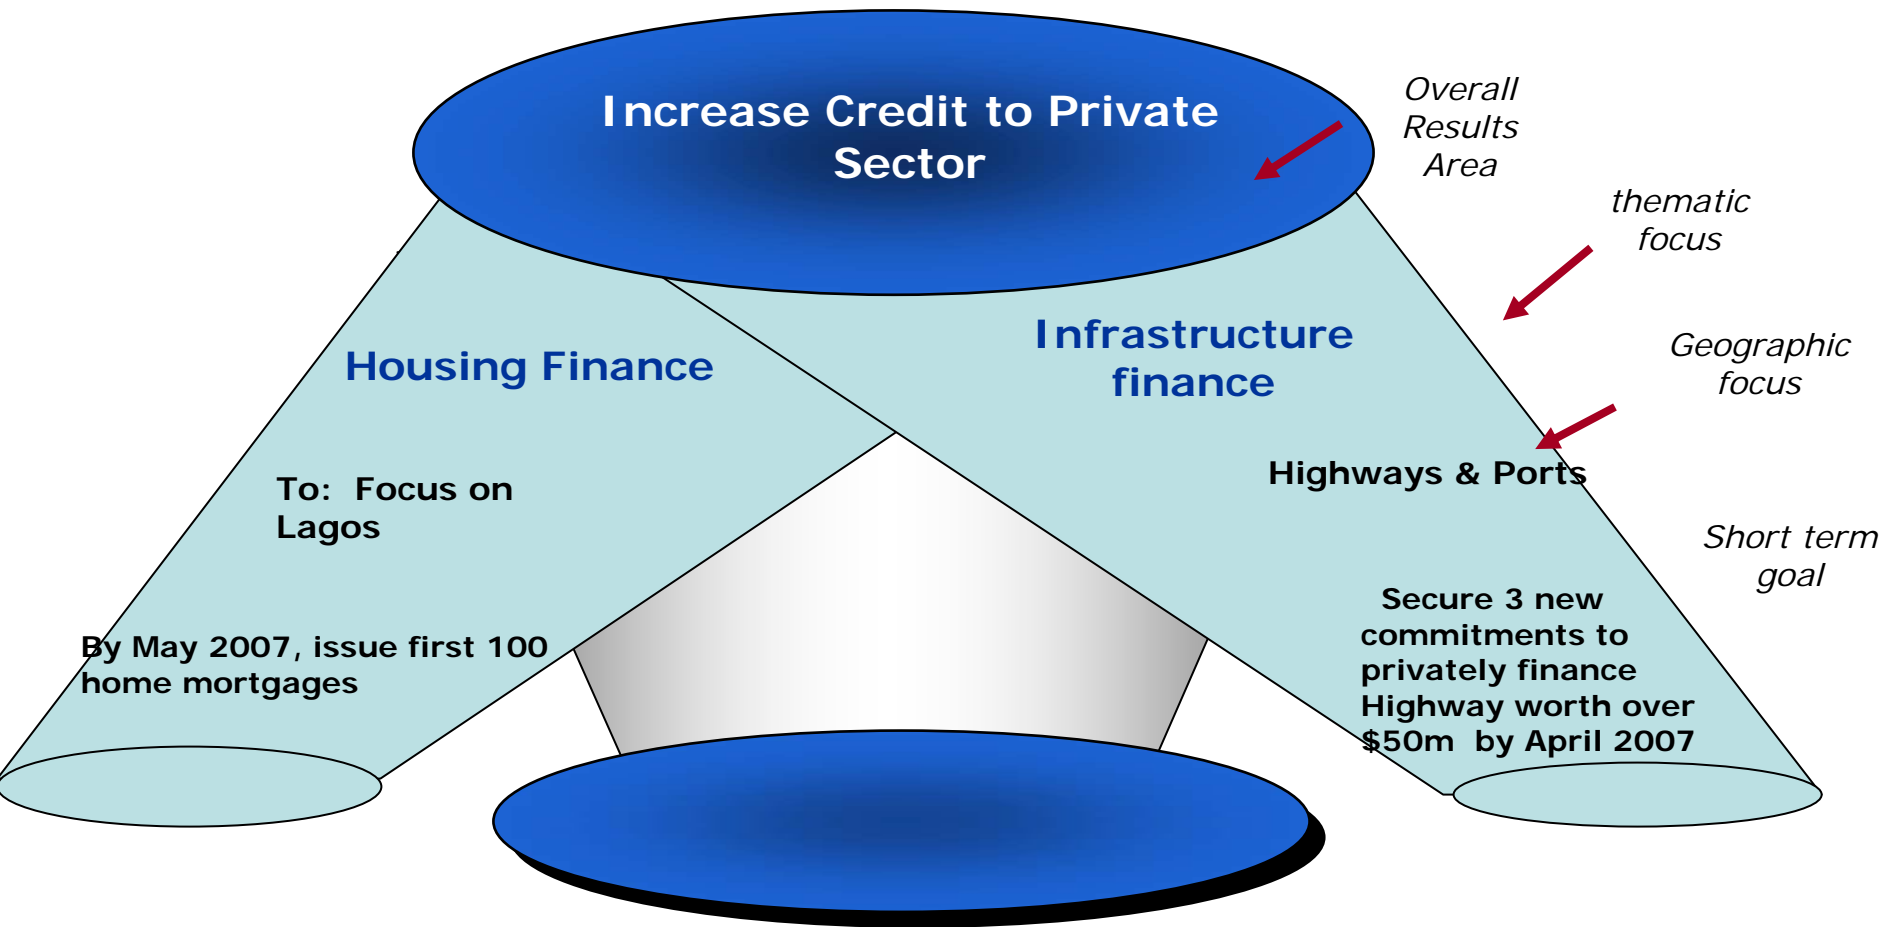 Increase Credit to Private
Sector
Overall
Results
Area
thematic
focus
Housing Finance
Infrastructure
finance
Geographic
focus
To:  Focus on
Lagos
Highways & Ports
Short term
goal
By May 2007, issue first 100
home mortgages
Secure 3 new
commitments to
privately finance
Highway worth over
$50m  by April 2007